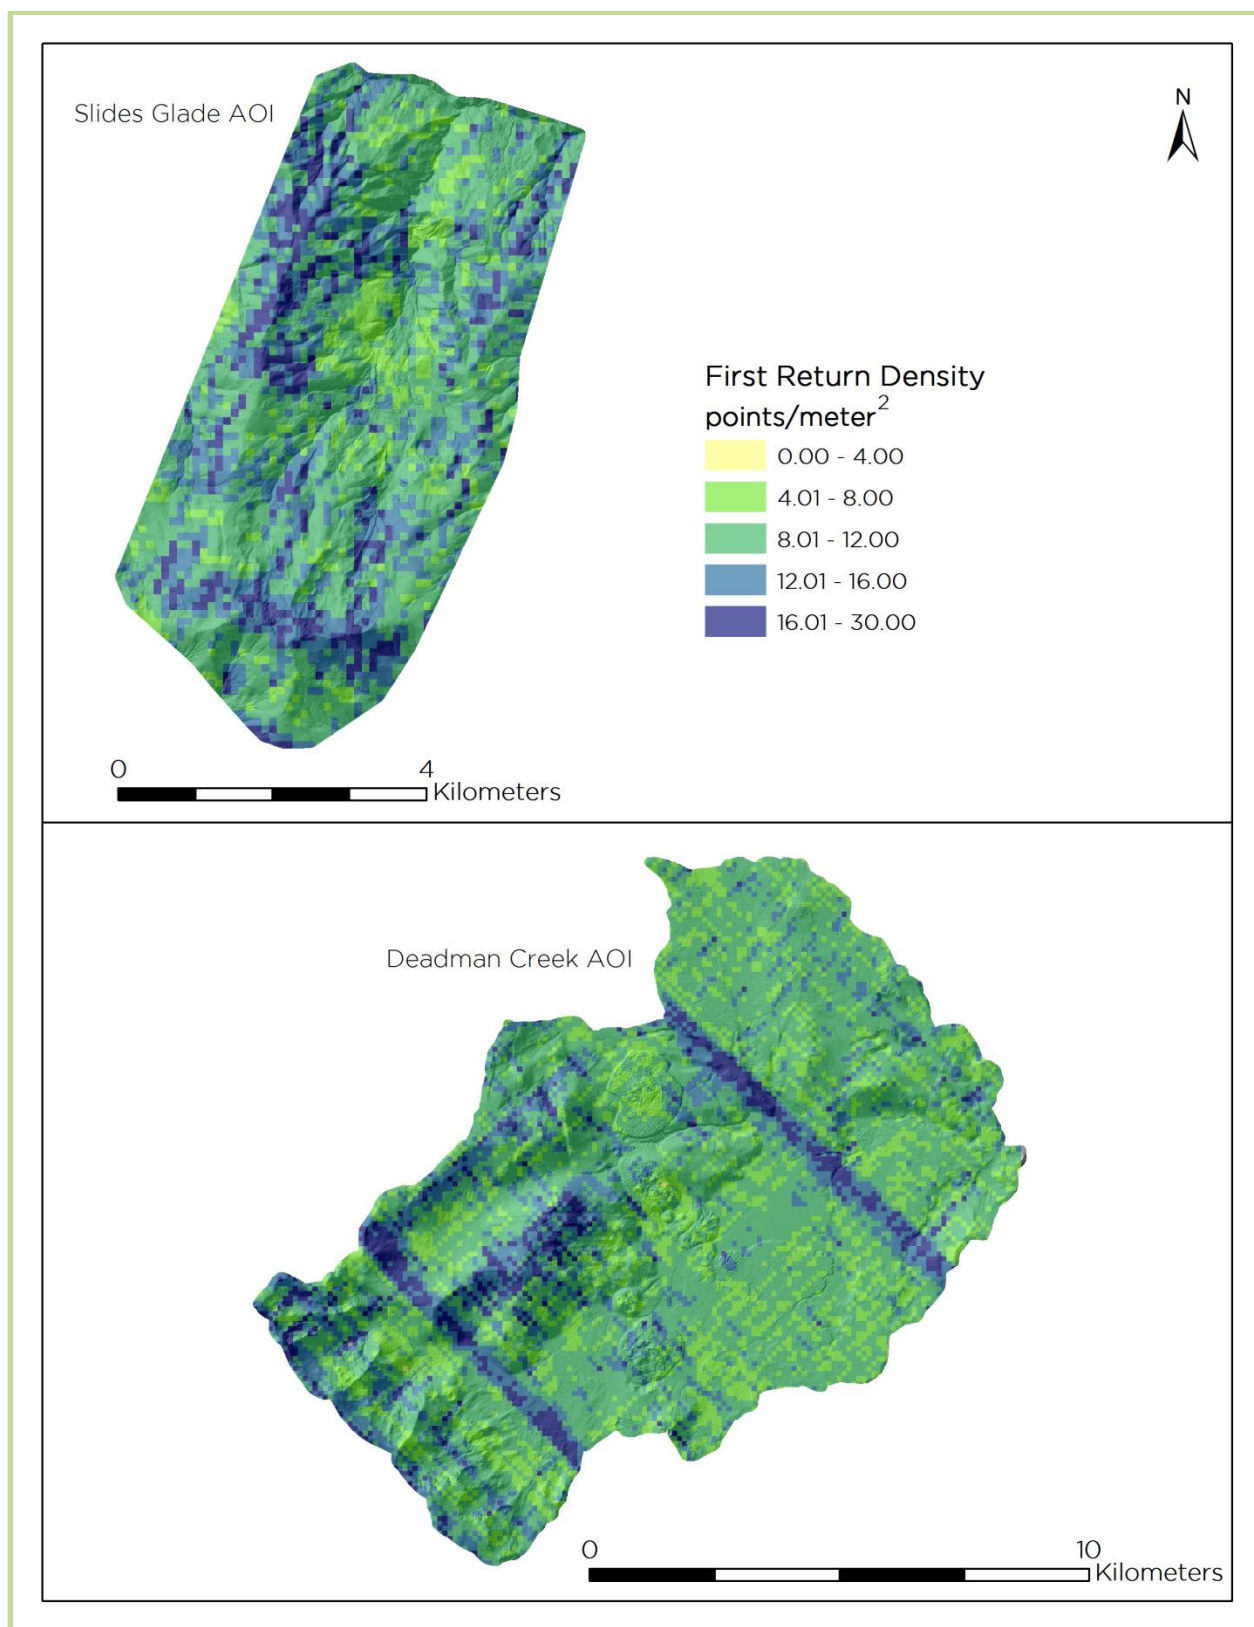 Slides Glade AOI
N
First Return Density
points/meter²
0.00 - 4.00
4.01 - 8.00
8.01 - 12.00
12.01 - 16.00
16.01 - 30.00
0 4
Kilometers
Deadman Creek AOI
0 10
Kilometers